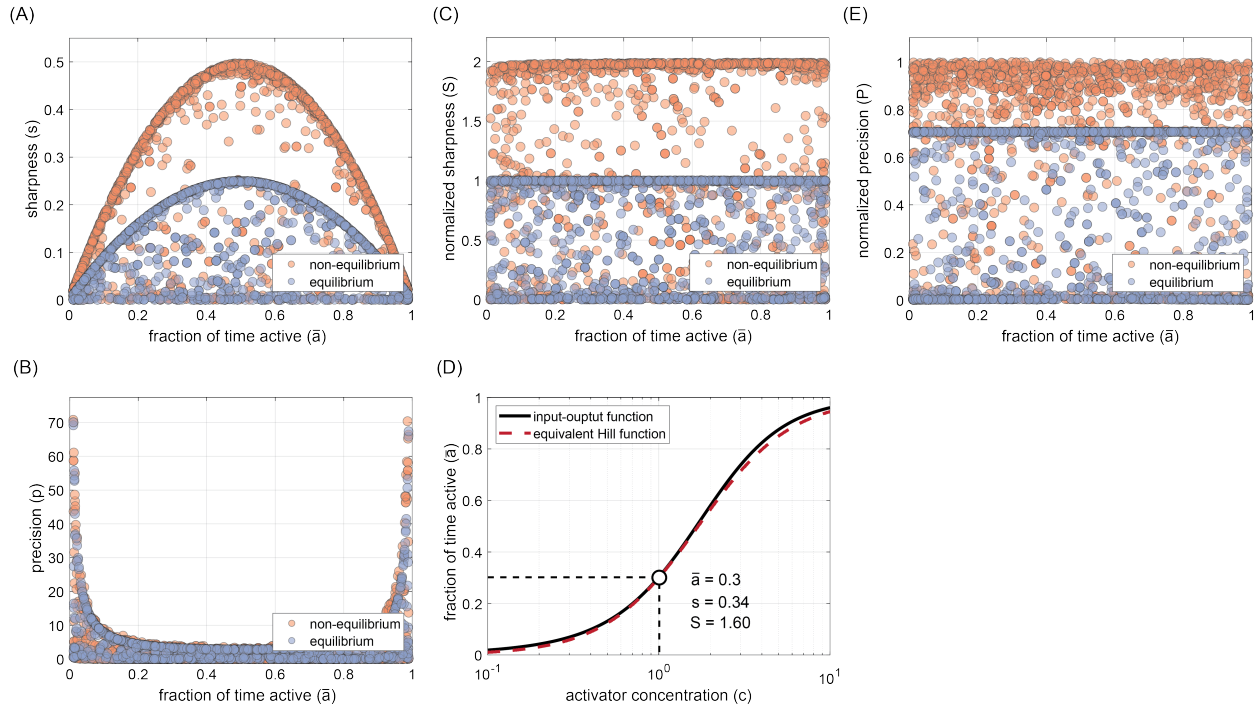 (A)
sharpness (s)
0.5
0.4
0.3
0.2
0.1
0
non-equilibrium
equilibrium
0 0.2 0.4 0.6 0.8 1
fraction of time active (a̅)
(C)
normalized sharpness (S)
2
1.5
1
0.5
0
non-equilibrium
equilibrium
0 0.2 0.4 0.6 0.8 1
fraction of time active (a̅)
(E)
normalized precision (P)
1
0.8
0.6
0.4
0.2
0
non-equilibrium
equilibrium
0 0.2 0.4 0.6 0.8 1
fraction of time active (a̅)
(B)
precision (p)
70
60
50
40
30
20
10
0
non-equilibrium
equilibrium
0 0.2 0.4 0.6 0.8 1
fraction of time active (a̅)
(D)
fraction of time active (a̅)
1
0.8
0.6
0.4
0.2
0
input-ouptut function
equivalent Hill function
a̅ = 0.3
s = 0.34
S = 1.60
10⁻¹ 10⁰ 10¹
activator concentration (c)